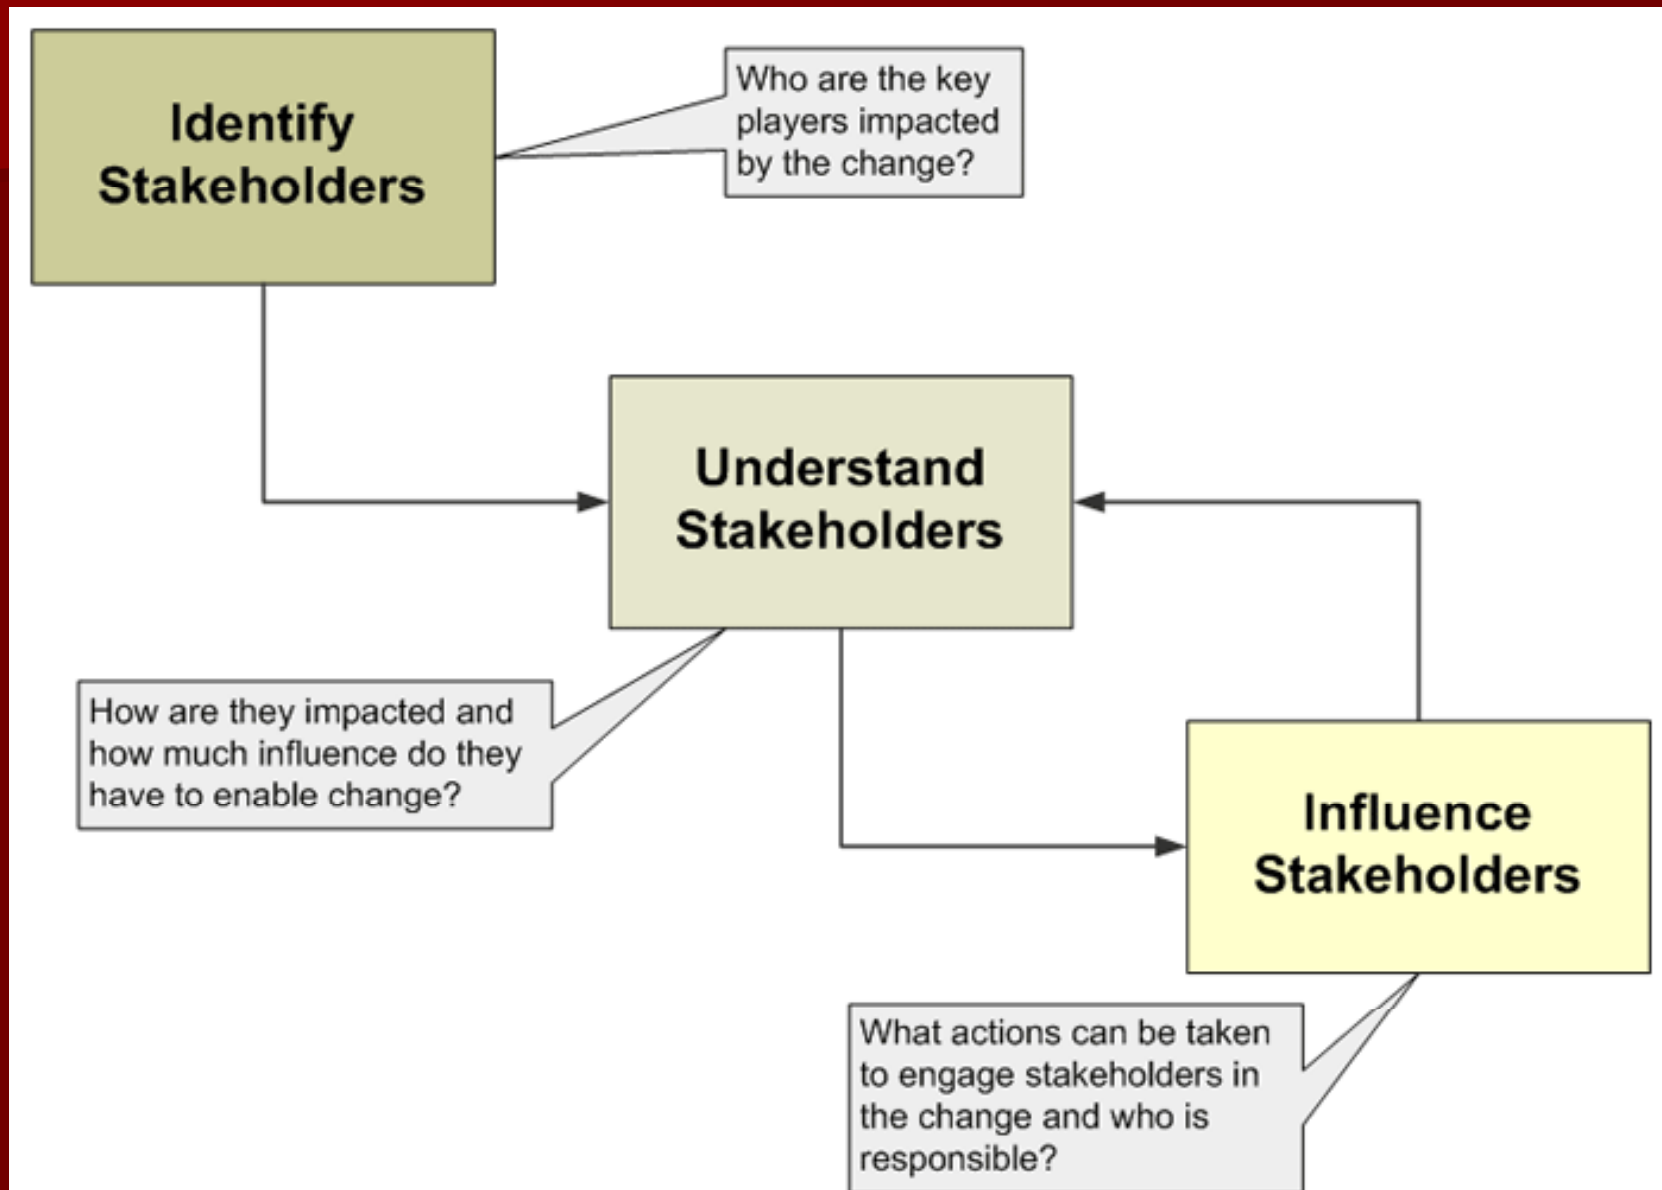 Identify
Stakeholders
Who are the key
players impacted
by the change?
Understand
Stakeholders
How are they impacted and
how much influence do they
have to enable change?
Influence
Stakeholders
What actions can be taken
to engage stakeholders in
the change and who is
responsible?